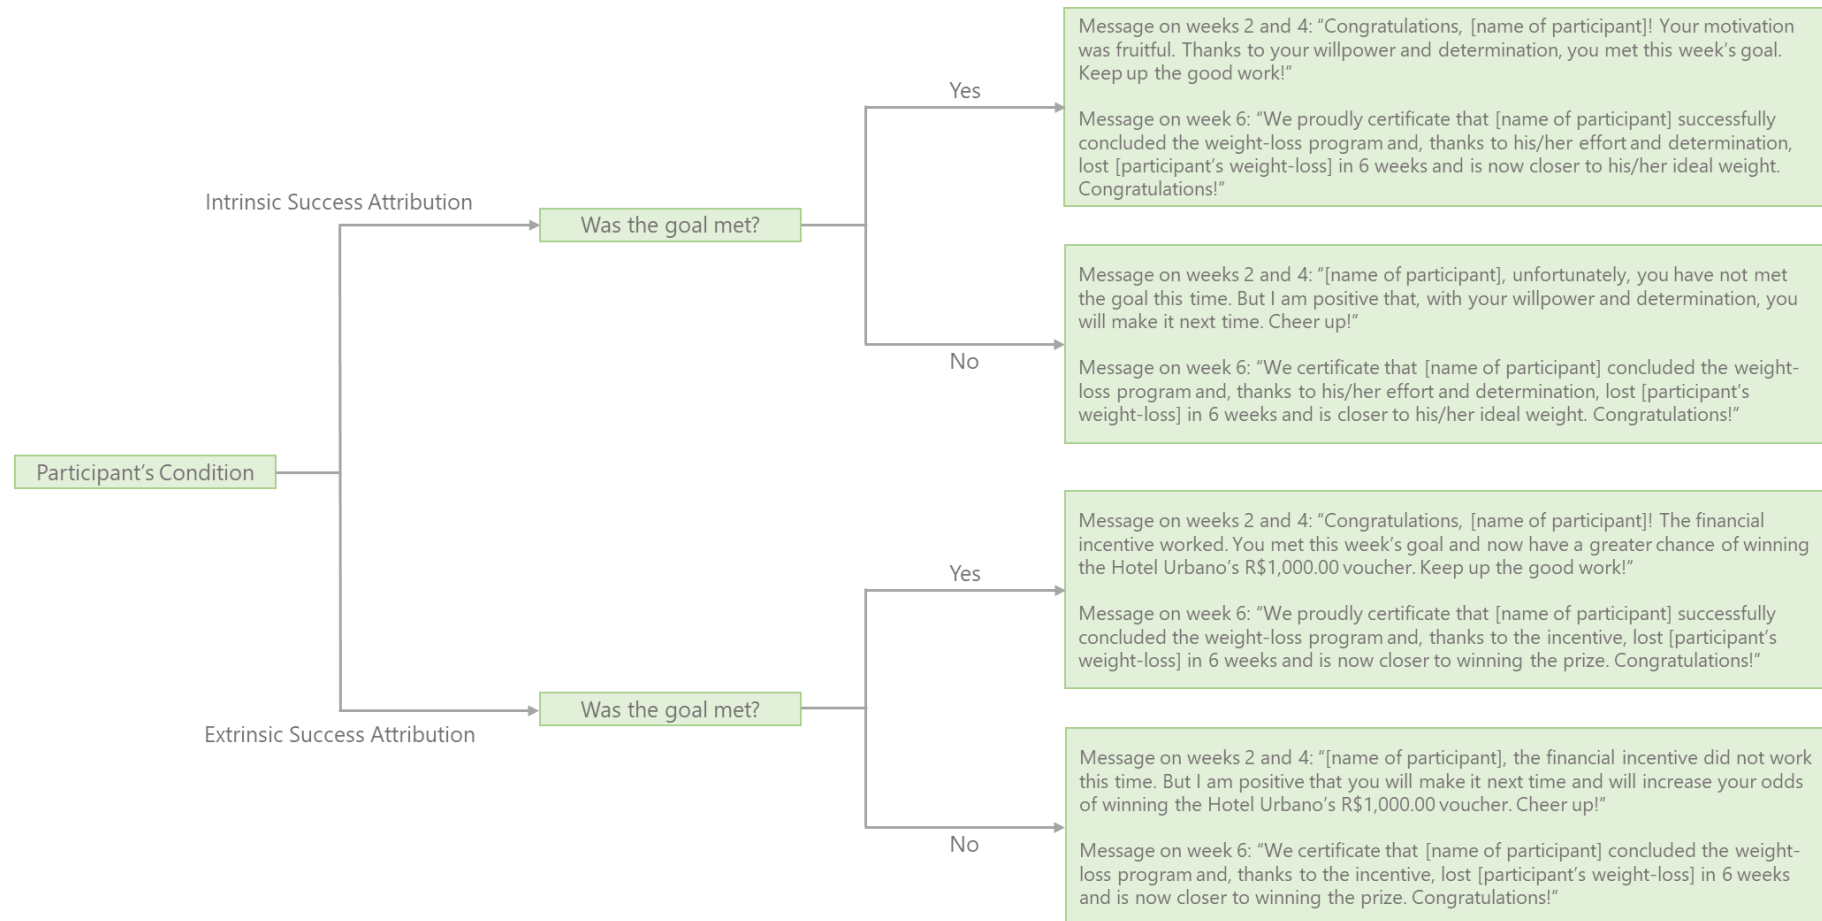 Message on weeks 2 and 4: “Congratulations, [name of participant]! Your motivation
was fruitful. Thanks to your willpower and determination, you met this week’s goal.
Keep up the good work!”
Message on week 6: “We proudly certificate that [name of participant] successfully
concluded the weight-loss program and, thanks to his/her effort and determination,
lost [participant’s weight-loss] in 6 weeks and is now closer to his/her ideal weight.
Congratulations!”
Yes
Intrinsic Success Attribution
Was the goal met?
No
Message on weeks 2 and 4: “[name of participant], unfortunately, you have not met
the goal this time. But I am positive that, with your willpower and determination, you
will make it next time. Cheer up!”
Message on week 6: “We certificate that [name of participant] concluded the weight-
loss program and, thanks to his/her effort and determination, lost [participant’s
weight-loss] in 6 weeks and is closer to his/her ideal weight. Congratulations!”
Participant’s Condition
Message on weeks 2 and 4: “Congratulations, [name of participant]! The financial
incentive worked. You met this week’s goal and now have a greater chance of winning
the Hotel Urbano’s R$1,000.00 voucher. Keep up the good work!”
Message on week 6: “We proudly certificate that [name of participant] successfully
concluded the weight-loss program and, thanks to the incentive, lost [participant’s
weight-loss] in 6 weeks and is now closer to winning the prize. Congratulations!”
Yes
Was the goal met?
Extrinsic Success Attribution
No
Message on weeks 2 and 4: “[name of participant], the financial incentive did not work
this time. But I am positive that you will make it next time and will increase your odds
of winning the Hotel Urbano’s R$1,000.00 voucher. Cheer up!”
Message on week 6: “We certificate that [name of participant] concluded the weight-
loss program and, thanks to the incentive, lost [participant’s weight-loss] in 6 weeks
and is now closer to winning the prize. Congratulations!”